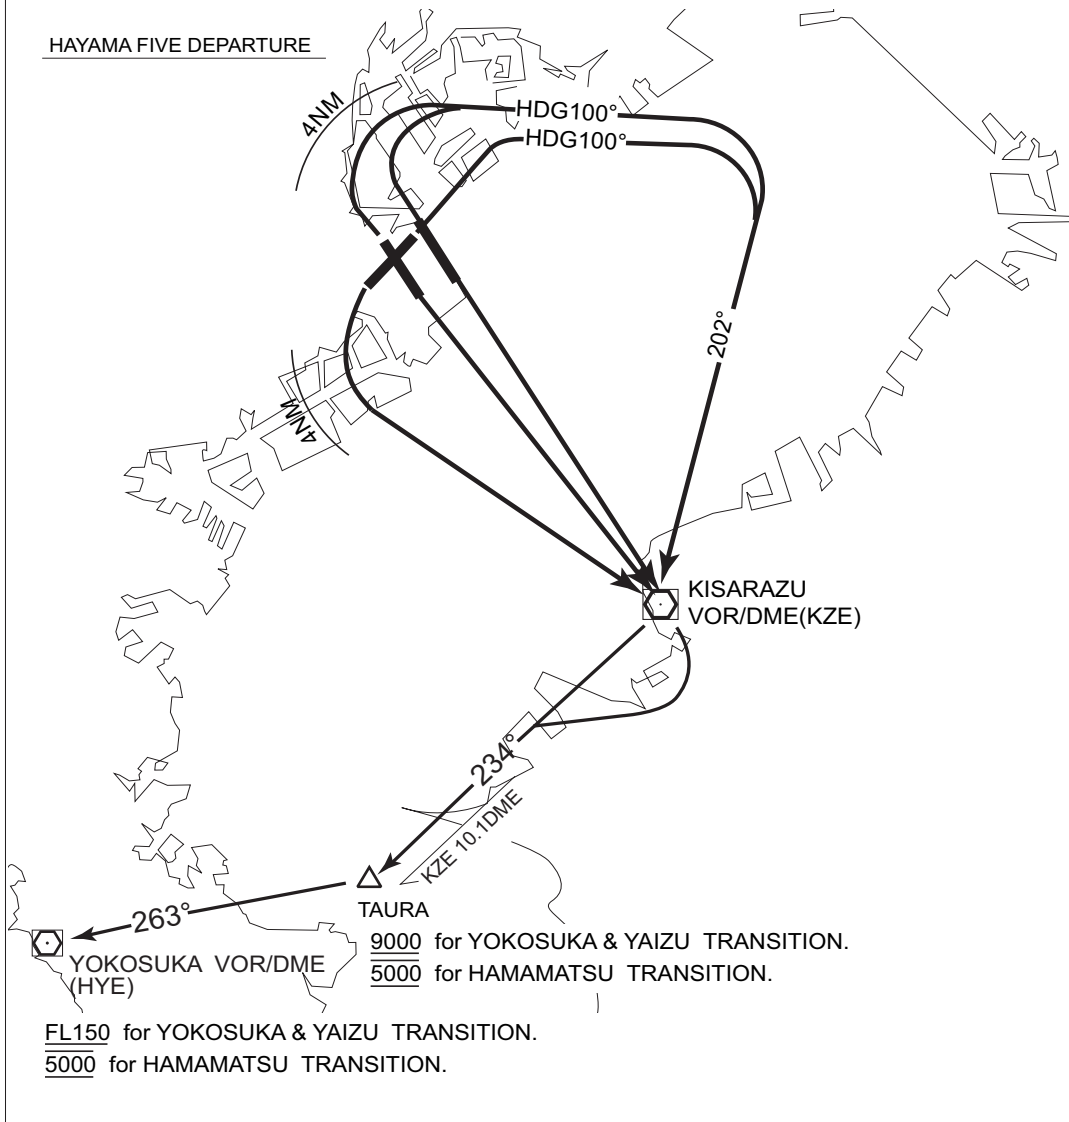 HAYAMA FIVE DEPARTURE
4NM
HDG100°
HDG100°
202°
4NM
KISARAZU
VOR/DME(KZE)
234°
KZE 10.1DME
TAURA
263°
9000 for YOKOSUKA & YAIZU TRANSITION.
5000 for HAMAMATSU TRANSITION.
YOKOSUKA VOR/DME
(HYE)
FL150 for YOKOSUKA & YAIZU TRANSITION.
5000 for HAMAMATSU TRANSITION.